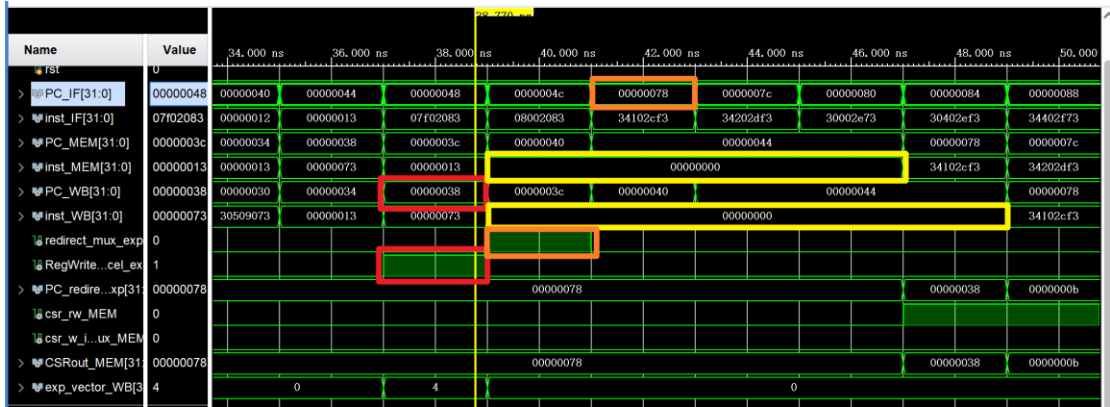 28.770 ns
Name Value 34.000 ns 36.000 ns 38.000 ns 40.000 ns 42.000 ns 44.000 ns 46.000 ns 48.000 ns 50.000
rst 0
PC_IF[31:0] 00000048 00000040 00000044 00000048 0000004c 00000078 0000007c 00000080 00000084 00000088
inst_IF[31:0] 07f02083 00000012 00000013 07f02083 08002083 34102cf3 34202df3 30002e73 30402ef3 34402f73
PC_MEM[31:0] 0000003c 00000034 00000038 0000003c 00000040 00000044 00000078 0000007c
inst_MEM[31:0] 00000013 00000013 00000073 00000013 00000000 34102cf3 34202df3
PC_WB[31:0] 00000038 00000030 00000034 00000038 0000003c 00000040 00000044 00000078
inst_WB[31:0] 00000073 30509073 00000013 00000073 00000000 34102cf3
redirect_mux_exp 0
RegWrite...cel_ex 1
PC_redire...xp[31: 00000078 00000078 00000038 0000000b
csr_rw_MEM 0
csr_w_i...ux_MEM 0
CSRout_MEM[31: 00000078 00000078 00000038 0000000b
exp_vector_WB[3 4 0 4 0